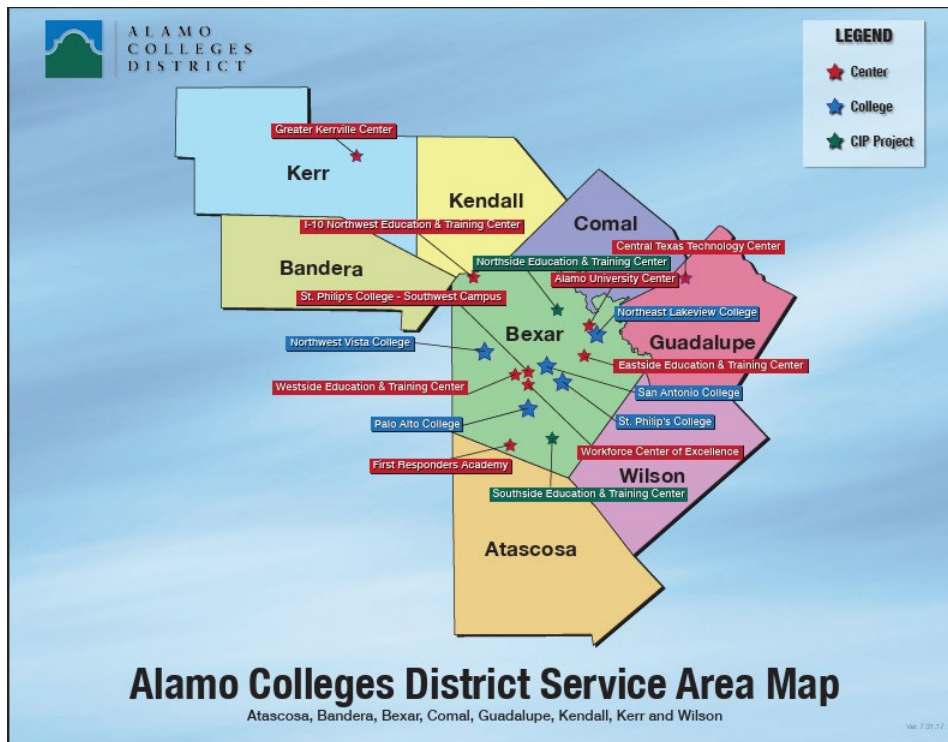 ALAMO
COLLEGES
DISTRICT
LEGEND
Center
College
CIP Project
Greater Kerrville Center
Kerr
Kendall
I-10 Northwest Education & Training Center
Comal
Central Texas Technology Center
Northside Education & Training Center
Bandera
Alamo University Center
St. Philip's College - Southwest Campus
Northeast Lakeview College
Bexar
Northwest Vista College
Guadalupe
Eastside Education & Training Center
Westside Education & Training Center
San Antonio College
Palo Alto College
St. Philip's College
Workforce Center of Excellence
First Responders Academy
Wilson
Southside Education & Training Center
Atascosa
Alamo Colleges District Service Area Map
Atascosa, Bandera, Bexar, Comal, Guadalupe, Kendall, Kerr and Wilson
Ver. 7.31.17